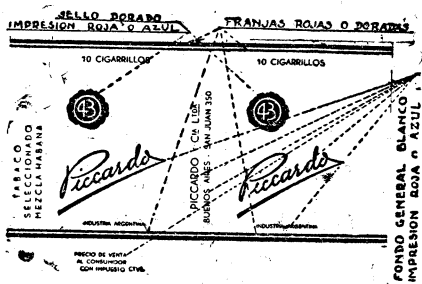 SELLO DORADO
IMPRESION ROJA o AZUL
FRANJAS ROJAS O DORADAS
10 CIGARRILLOS
10 CIGARRILLOS
43
43
TABACO
SELECCIONADO
MEZCLA HABANA
Piccardo
PICCARDO Y Cía LTDA
BUENOS AIRES SAN JUAN 350
Piccardo
INDUSTRIA ARGENTINA
INDUSTRIA ARGENTINA
PRECIO DE VENTA
AL CONSUMIDOR
CON IMPUESTO CTVS.
FONDO GENERAL BLANCO
IMPRESION ROJA o AZUL